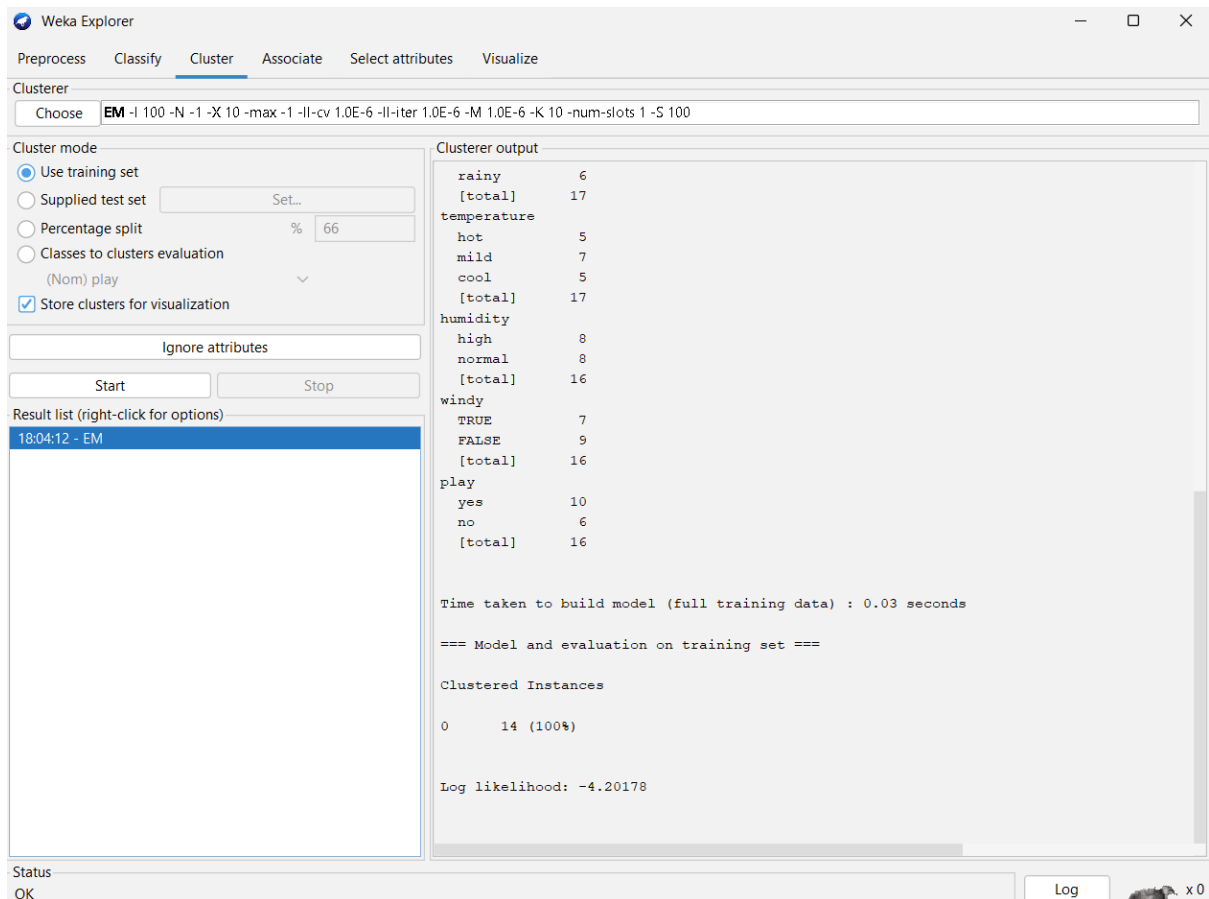 Weka Explorer
Preprocess Classify Cluster Associate Select attributes Visualize
Clusterer
Choose EM -I 100 -N -1 -X 10 -max -1 -ll-cv 1.0E-6 -ll-iter 1.0E-6 -M 1.0E-6 -K 10 -num-slots 1 -S 100
Cluster mode
Use training set
Supplied test set Set...
Percentage split % 66
Classes to clusters evaluation
(Nom) play
Store clusters for visualization
Ignore attributes
Start Stop
Result list (right-click for options)
18:04:12 - EM
Clusterer output
rainy 6
[total] 17
temperature
hot 5
mild 7
cool 5
[total] 17
humidity
high 8
normal 8
[total] 16
windy
TRUE 7
FALSE 9
[total] 16
play
yes 10
no 6
[total] 16
Time taken to build model (full training data) : 0.03 seconds
=== Model and evaluation on training set ===
Clustered Instances
0 14 (100%)
Log likelihood: -4.20178
Status
OK
Log x 0